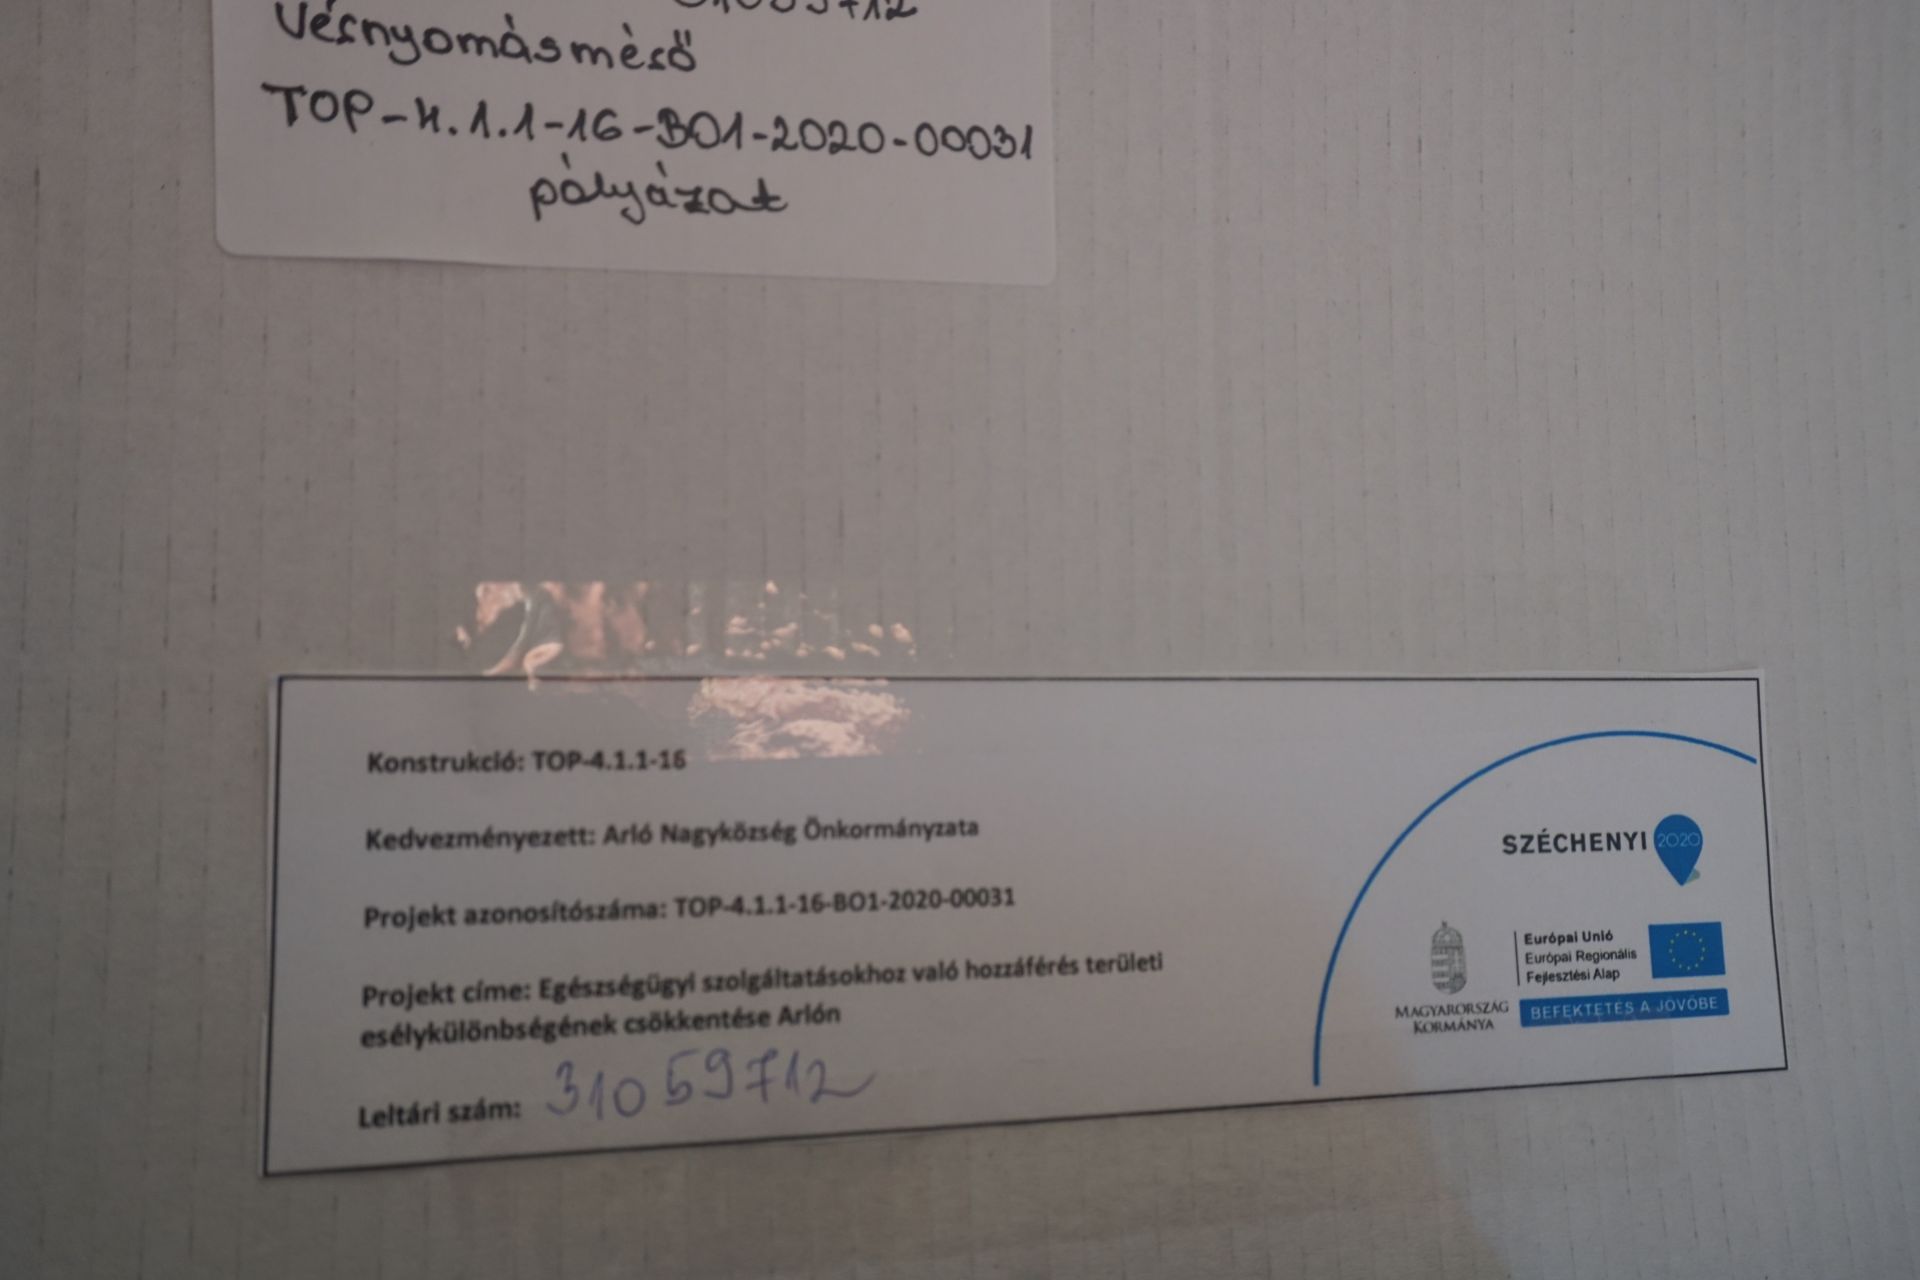 31059712
Vérnyomásmérő
TOP-4.1.1-16-BO1-2020-00031
pályázat
Konstrukció: TOP-4.1.1-16
Kedvezményezett: Arló Nagyközség Önkormányzata
Projekt azonosítószáma: TOP-4.1.1-16-BO1-2020-00031
Projekt címe: Egészségügyi szolgáltatásokhoz való hozzáférés területi
esélykülönbségének csökkentése Arlón
Leltári szám: 31059712
SZÉCHENYI 2020
MAGYARORSZÁG
KORMÁNYA
Európai Unió
Európai Regionális
Fejlesztési Alap
BEFEKTETÉS A JÖVŐBE